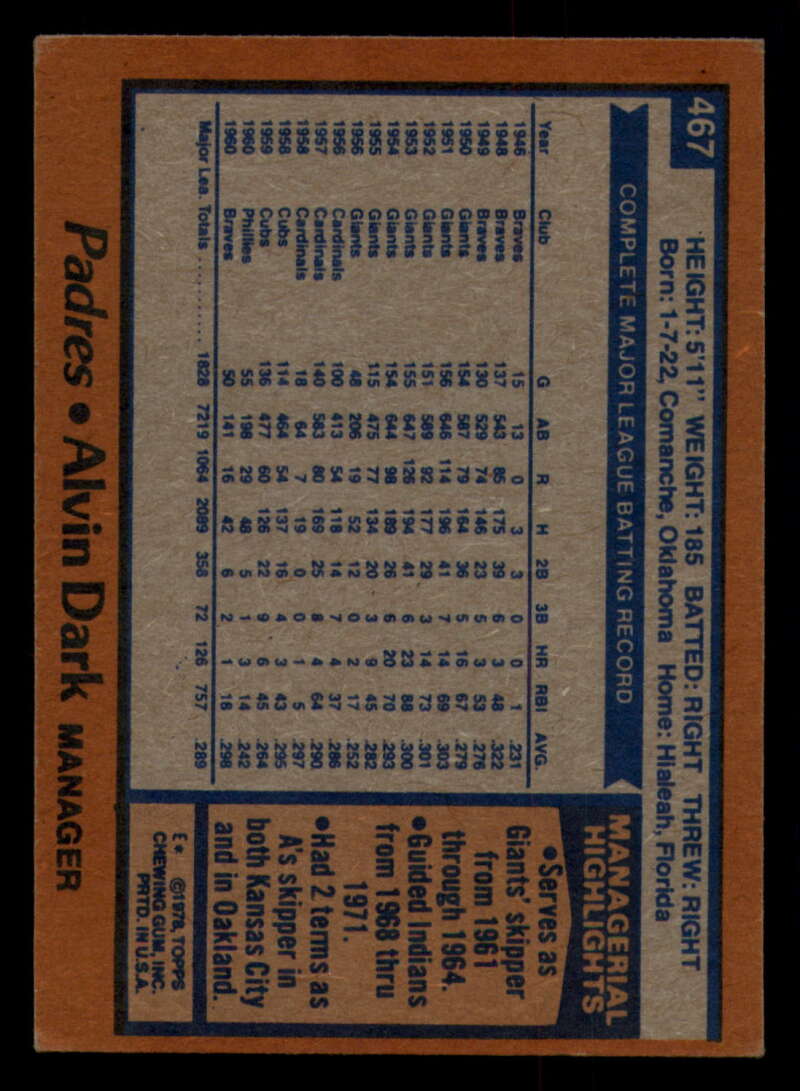 467
HEIGHT: 5'11" WEIGHT: 185 BATTED: RIGHT THREW: RIGHT
Born: 1-7-22, Comanche, Oklahoma Home: Hialeah, Florida
COMPLETE MAJOR LEAGUE BATTING RECORD
Year Club G AB R H 2B 3B HR RBI AVG.
1946 Braves 15 13 0 3 3 0 0 1 .231
1948 Braves 137 543 85 175 39 6 3 48 .322
1949 Braves 130 529 74 146 23 5 3 53 .276
1950 Giants 154 587 79 164 36 5 16 67 .279
1951 Giants 156 646 114 196 41 7 14 69 .303
1952 Giants 151 589 92 177 29 3 14 73 .301
1953 Giants 155 647 126 194 41 6 23 88 .300
1954 Giants 154 644 98 189 26 6 20 70 .293
1955 Giants 115 475 77 134 20 3 9 45 .282
1956 Giants 48 206 19 52 12 0 2 17 .252
1956 Cardinals 100 413 54 118 14 7 4 37 .286
1957 Cardinals 140 583 80 169 25 8 4 64 .290
1958 Cardinals 18 64 7 19 0 1 1 5 .297
1958 Cubs 114 464 54 137 16 4 3 43 .295
1959 Cubs 136 477 60 126 22 9 6 45 .264
1960 Phillies 55 198 29 48 5 1 3 14 .242
1960 Braves 50 141 16 42 6 2 1 18 .298
Major Lea. Totals ........... 1828 7219 1064 2089 358 72 126 757 .289
MANAGERIAL
HIGHLIGHTS
•Serves as
Giants' skipper
from 1961
through 1964.
•Guided Indians
from 1968 thru
1971.
•Had 2 terms as
A's skipper in
both Kansas City
and in Oakland.
E* ©1978, TOPPS
CHEWING GUM, INC.
PRTD. IN U.S.A.
Padres • Alvin Dark MANAGER